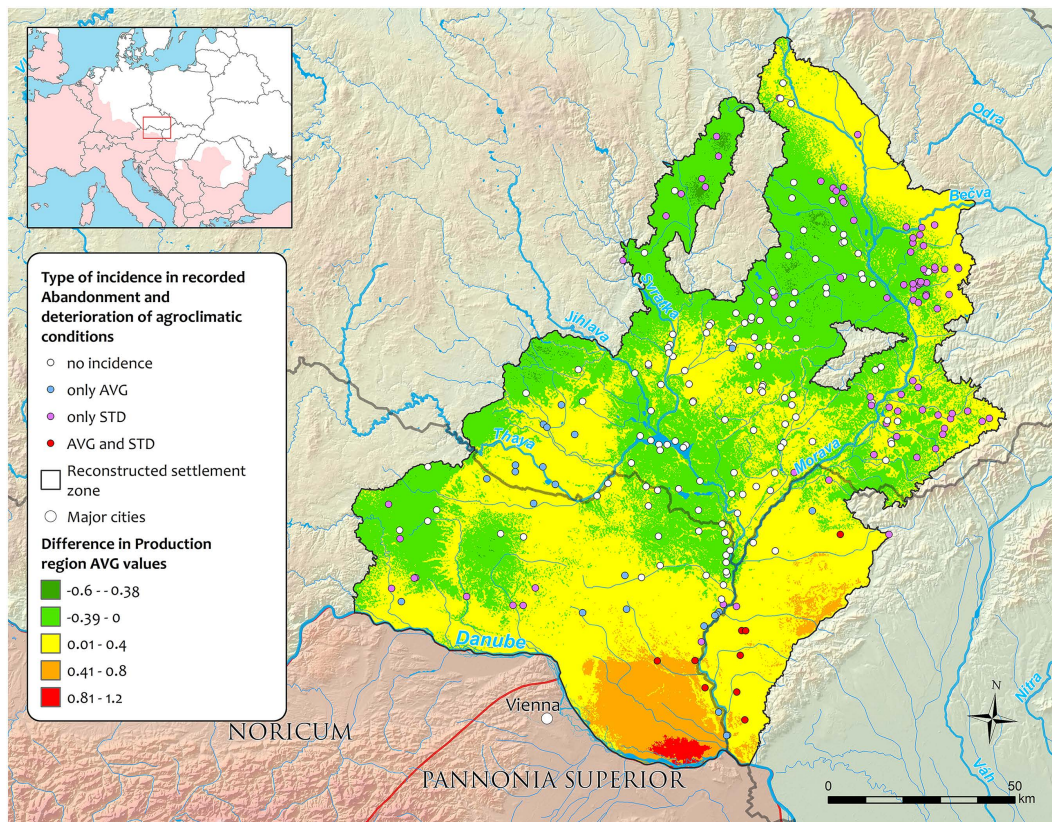 Odra
Bečva
Svratka
Jihlava
Thaya
Morava
Danube
Vienna
NORICUM
PANNONIA SUPERIOR
Nitra
Váh
N
0 50
km
Type of incidence in recorded
Abandonment and
deterioration of agroclimatic
conditions
no incidence
only AVG
only STD
AVG and STD
Reconstructed settlement
zone
Major cities
Difference in Production
region AVG values
-0.6 - -0.38
-0.39 - 0
0.01 - 0.4
0.41 - 0.8
0.81 - 1.2